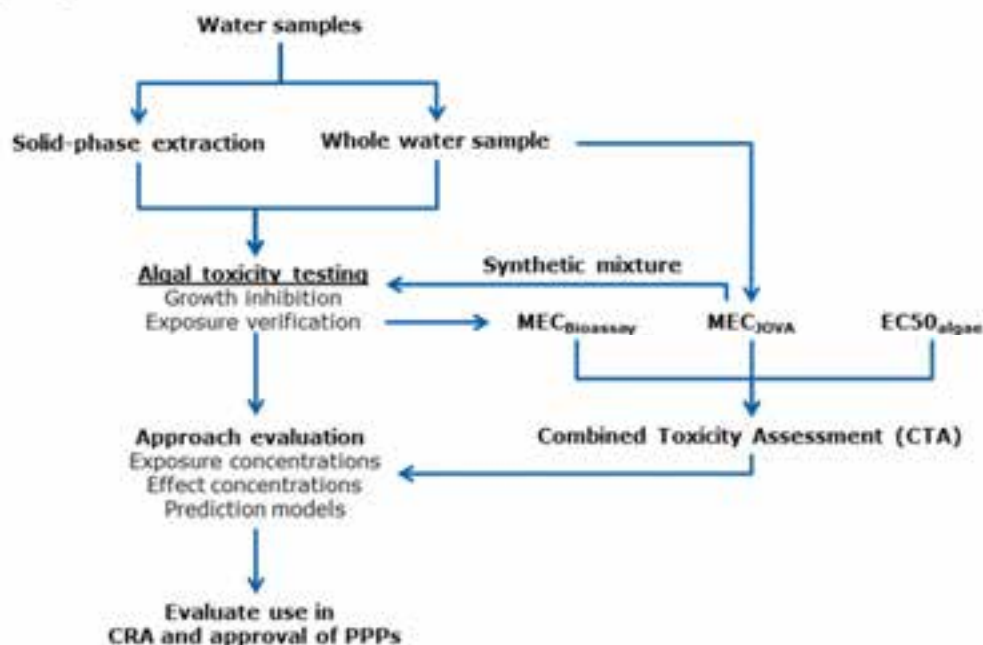 Water samples
Solid-phase extraction
Whole water sample
Algal toxicity testing
Growth inhibition
Exposure verification
Synthetic mixture
MECBioassay
MECJOVA
EC50algae
Approach evaluation
Exposure concentrations
Effect concentrations
Prediction models
Combined Toxicity Assessment (CTA)
Evaluate use in
CRA and approval of PPPs